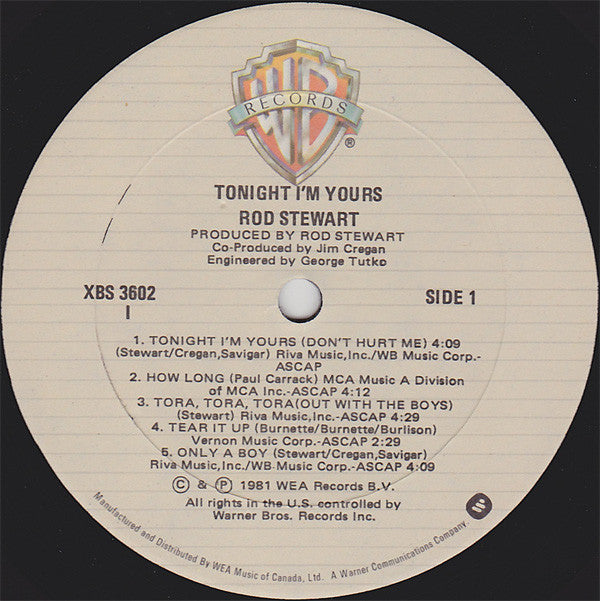 WB
RECORDS
®
TONIGHT I'M YOURS
ROD STEWART
PRODUCED BY ROD STEWART
Co-Produced by Jim Cregan
Engineered by George Tutko
XBS 3602
SIDE 1
I
1. TONIGHT I'M YOURS (DON'T HURT ME) 4:09
(Stewart/Cregan,Savigar) Riva Music,Inc./WB Music Corp.-
ASCAP
2. HOW LONG (Paul Carrack) MCA Music A Division
of MCA Inc.-ASCAP 4:12
3. TORA, TORA, TORA(OUT WITH THE BOYS)
(Stewart) Riva Music,Inc.-ASCAP 4:29
4. TEAR IT UP (Burnette/Burnette/Burlison)
Vernon Music Corp.-ASCAP 2:29
5. ONLY A BOY (Stewart/Cregan,Savigar)
Riva Music,Inc./WB Music Corp.-ASCAP 4:09
© & ℗ 1981 WEA Records B.V.
All rights in the U.S. controlled by
Warner Bros. Records Inc.
Manufactured and Distributed By WEA Music of Canada, Ltd. A Warner Communications Company.